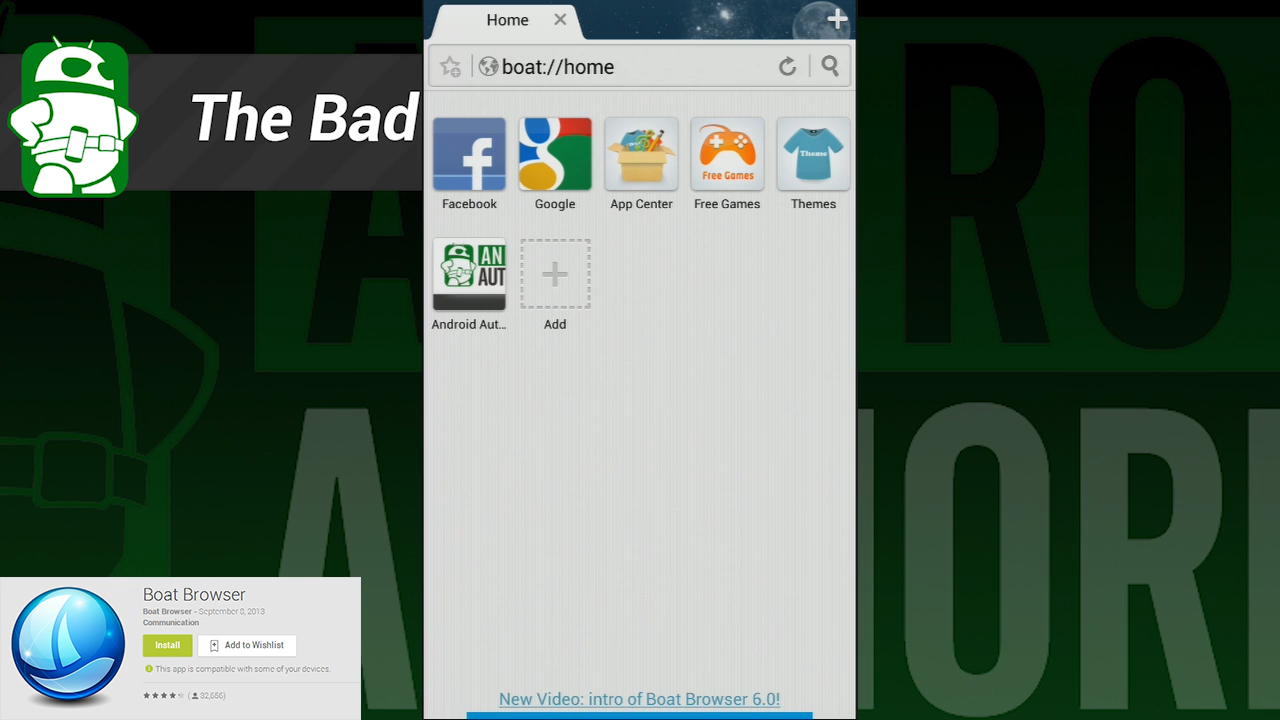 The Bad
Home
boat://home
Facebook
Google
App Center
Free Games
Free Games
Theme
Themes
AN
AUT
Android Aut...
Add
New Video: intro of Boat Browser 6.0!
Boat Browser
Boat Browser - September 8, 2013
Communication
Install
Add to Wishlist
This app is compatible with some of your devices.